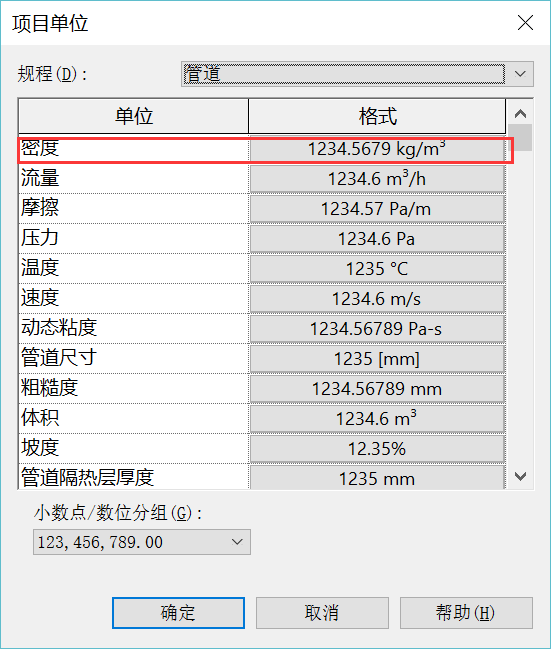 项目单位
规程(D):
管道
单位 格式
密度 1234.5679 kg/m³
流量 1234.6 m³/h
摩擦 1234.57 Pa/m
压力 1234.6 Pa
温度 1235 °C
速度 1234.6 m/s
动态粘度 1234.56789 Pa-s
管道尺寸 1235 [mm]
粗糙度 1234.56789 mm
体积 1234.6 m³
坡度 12.35%
管道隔热层厚度 1235 mm
小数点/数位分组(G):
123,456,789.00
确定 取消 帮助(H)